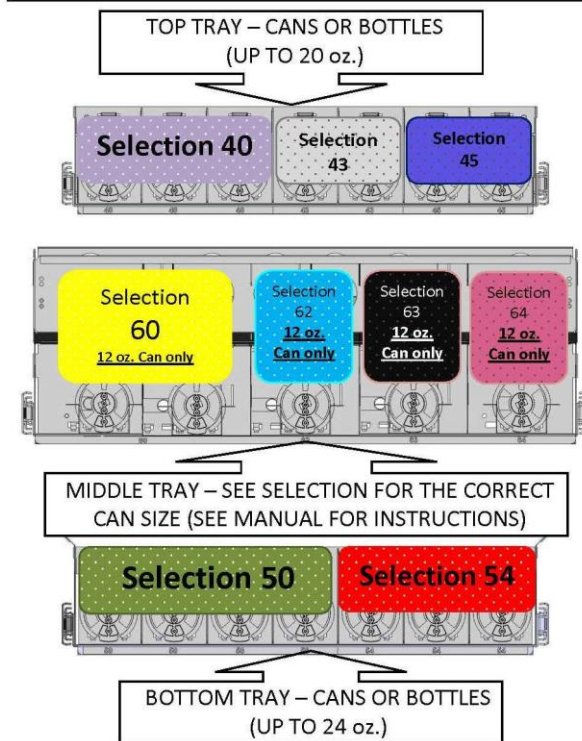 TOP TRAY – CANS OR BOTTLES
(UP TO 20 oz.)
Selection 40
Selection
43
Selection
45
Selection
60
12 oz. Can only
Selection
62
12 oz.
Can only
Selection
63
12 oz.
Can only
Selection
64
12 oz.
Can only
MIDDLE TRAY – SEE SELECTION FOR THE CORRECT
CAN SIZE (SEE MANUAL FOR INSTRUCTIONS)
Selection 50
Selection 54
BOTTOM TRAY – CANS OR BOTTLES
(UP TO 24 oz.)